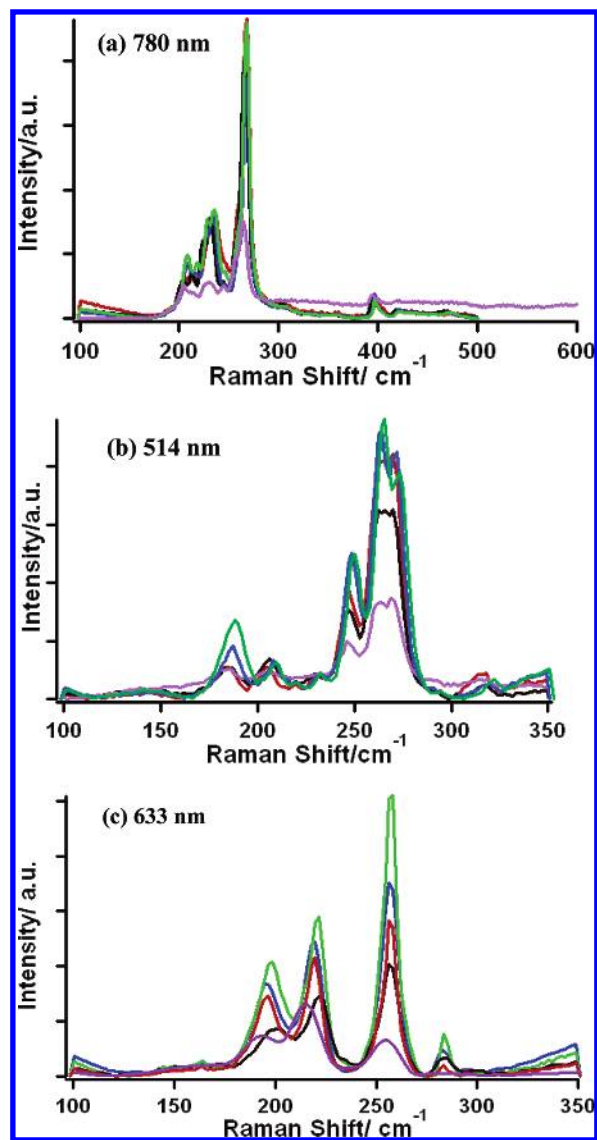 (a) 780 nm
Intensity/a.u.
100 200 300 400 500 600
Raman Shift/ cm⁻¹
(b) 514 nm
Intensity/a.u.
100 150 200 250 300 350
Raman Shift/cm⁻¹
(c) 633 nm
Intensity/ a.u.
100 150 200 250 300 350
Raman Shift/ cm⁻¹